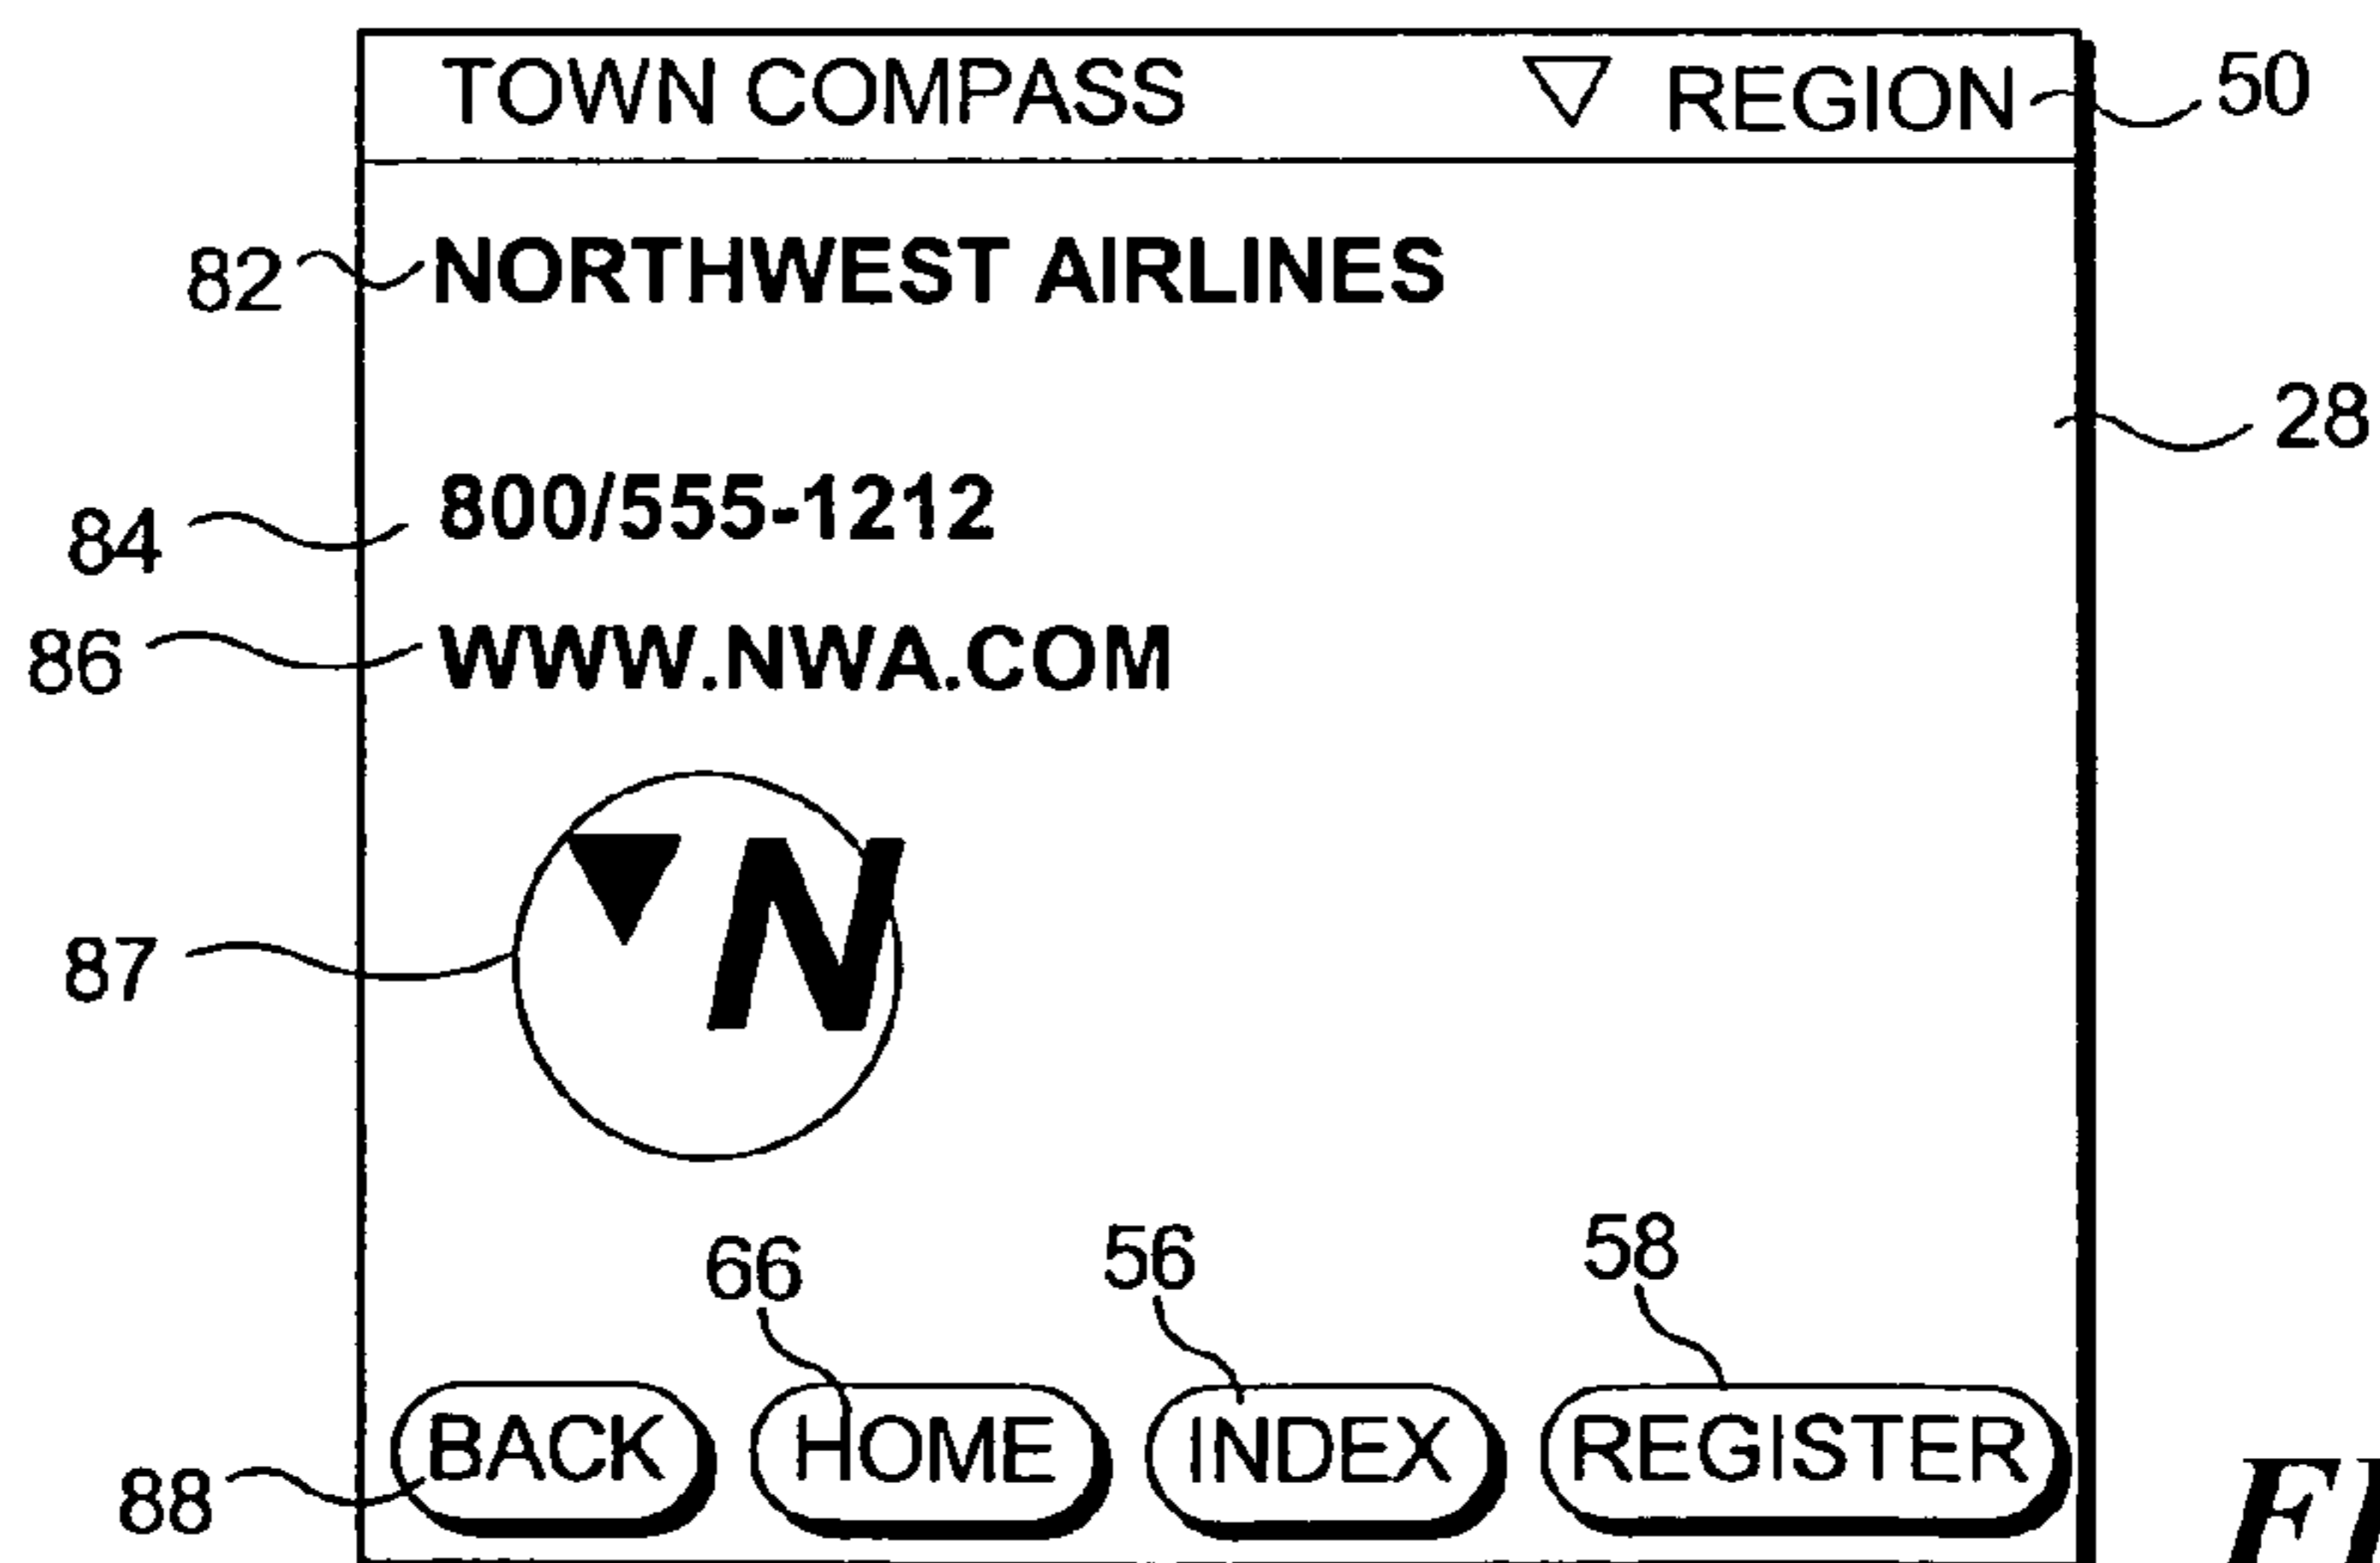 TOWN COMPASS ▽ REGION 50
82 NORTHWEST AIRLINES
28
84 800/555-1212
86 WWW.NWA.COM
87 N
66 56 58
BACK HOME INDEX REGISTER
88